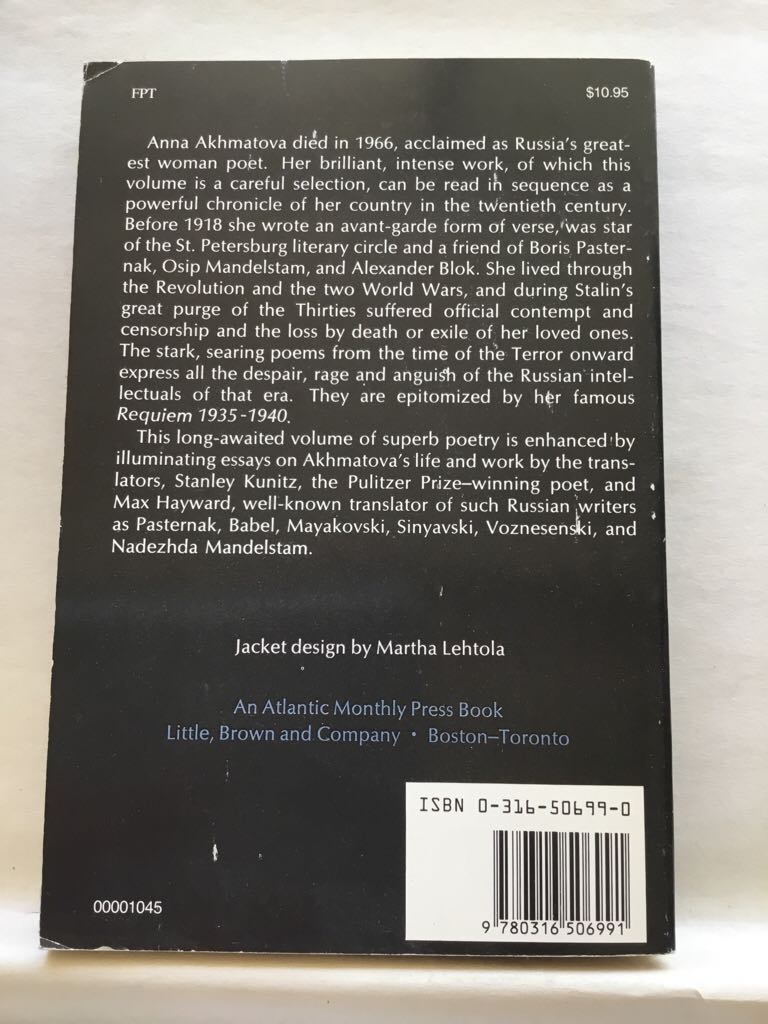 FPT $10.95
Anna Akhmatova died in 1966, acclaimed as Russia's great-
est woman poet. Her brilliant, intense work, of which this
volume is a careful selection, can be read in sequence as a
powerful chronicle of her country in the twentieth century.
Before 1918 she wrote an avant-garde form of verse, was star
of the St. Petersburg literary circle and a friend of Boris Paster-
nak, Osip Mandelstam, and Alexander Blok. She lived through
the Revolution and the two World Wars, and during Stalin's
great purge of the Thirties suffered official contempt and
censorship and the loss by death or exile of her loved ones.
The stark, searing poems from the time of the Terror onward
express all the despair, rage and anguish of the Russian intel-
lectuals of that era. They are epitomized by her famous
Requiem 1935-1940.
This long-awaited volume of superb poetry is enhanced by
illuminating essays on Akhmatova's life and work by the trans-
lators, Stanley Kunitz, the Pulitzer Prize–winning poet, and
Max Hayward, well-known translator of such Russian writers
as Pasternak, Babel, Mayakovski, Sinyavski, Voznesenski, and
Nadezhda Mandelstam.
Jacket design by Martha Lehtola
An Atlantic Monthly Press Book
Little, Brown and Company • Boston–Toronto
ISBN 0-316-50699-0
9 780316 506991
00001045